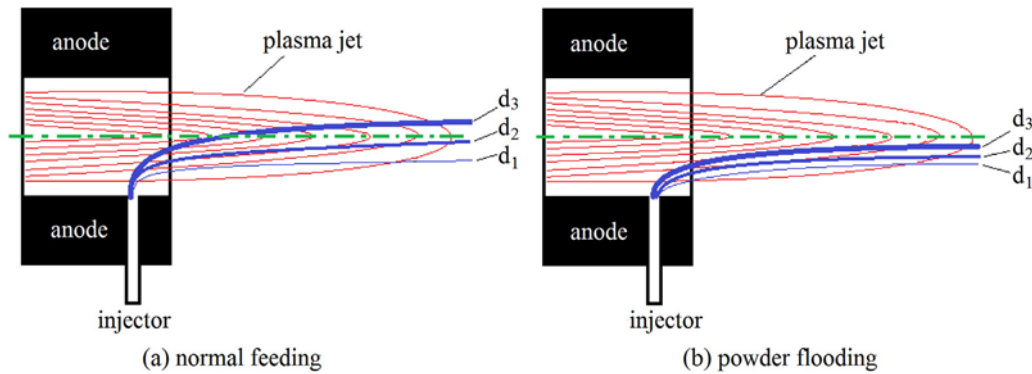 anode
plasma jet
d3
d2
d1
anode
injector
(a) normal feeding
anode
plasma jet
d3
d2
d1
anode
injector
(b) powder flooding